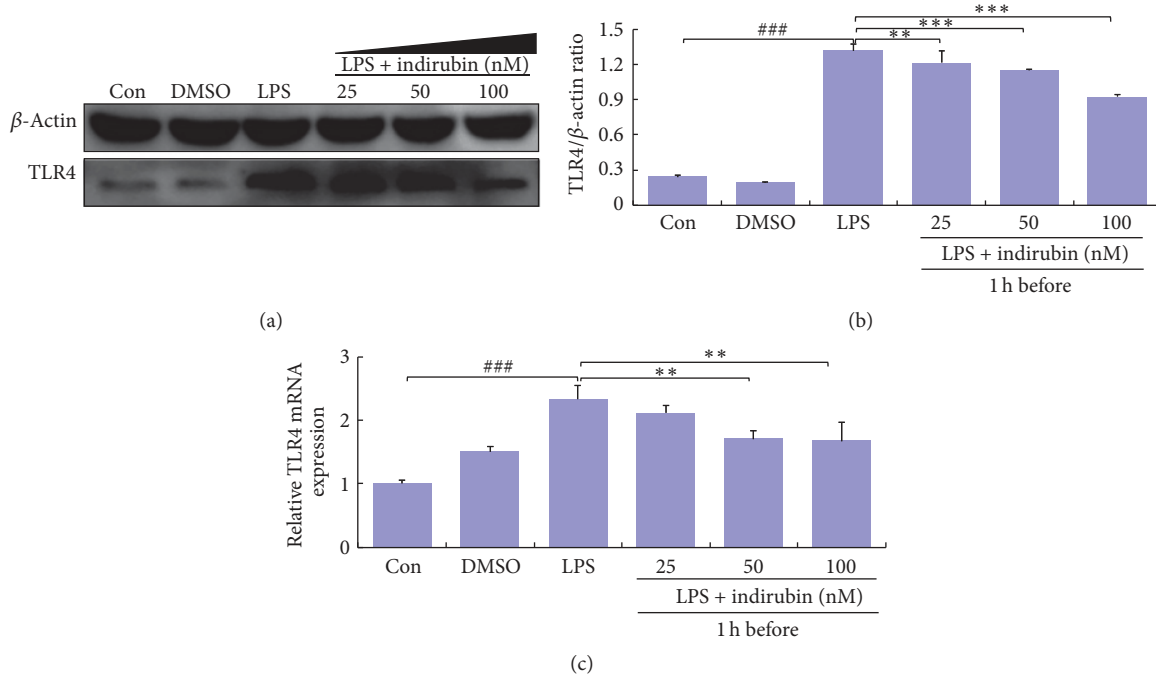 LPS + indirubin (nM)
Con DMSO LPS 25 50 100
β-Actin
TLR4
(a)
TLR4/β-actin ratio
1.5
1.2
0.9
0.6
0.3
0
###
**
***
***
Con DMSO LPS 25 50 100
LPS + indirubin (nM)
1 h before
(b)
Relative TLR4 mRNA
expression
3
2
1
0
###
**
**
Con DMSO LPS 25 50 100
LPS + indirubin (nM)
1 h before
(c)